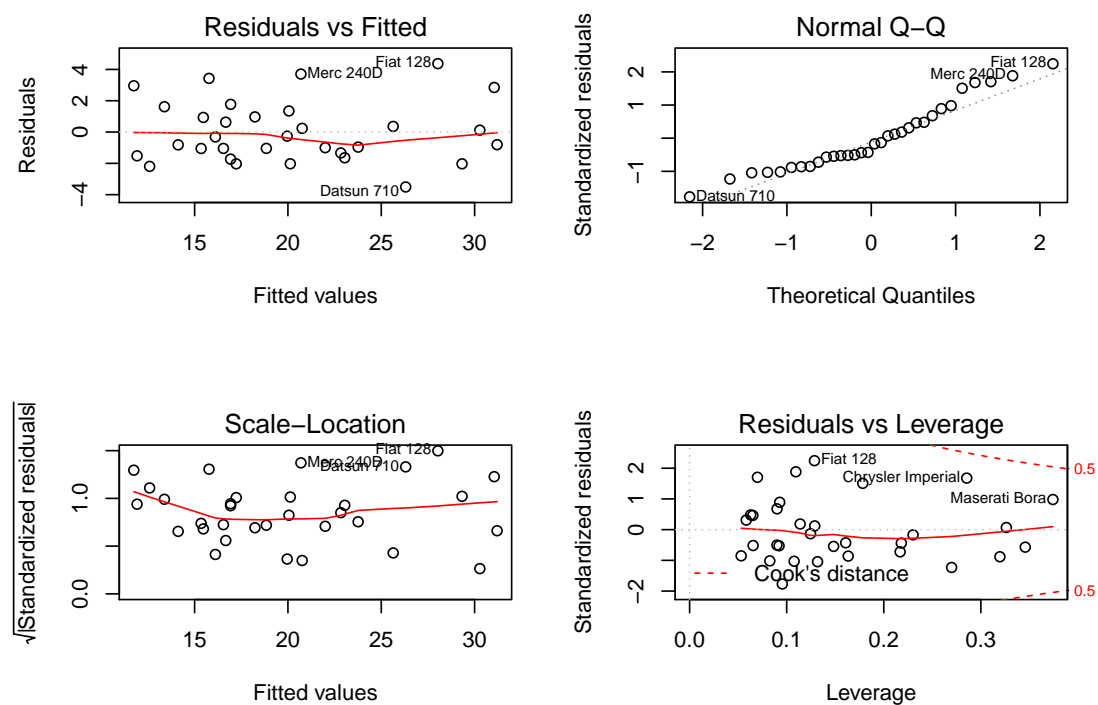 Residuals vs Fitted
Residuals
4
2
0
−4
Fiat 128
Merc 240D
Datsun 710
15 20 25 30
Fitted values
Normal Q−Q
Standardized residuals
2
1
−1
Fiat 128
Merc 240D
Datsun 710
−2 −1 0 1 2
Theoretical Quantiles
Scale−Location
√|Standardized residuals|
1.0
0.0
Fiat 128
Merc 240D
Datsun 710
15 20 25 30
Fitted values
Residuals vs Leverage
Standardized residuals
2
1
0
−2
Fiat 128
Chrysler Imperial
Maserati Bora
0.5
Cook's distance
0.5
0.0 0.1 0.2 0.3
Leverage